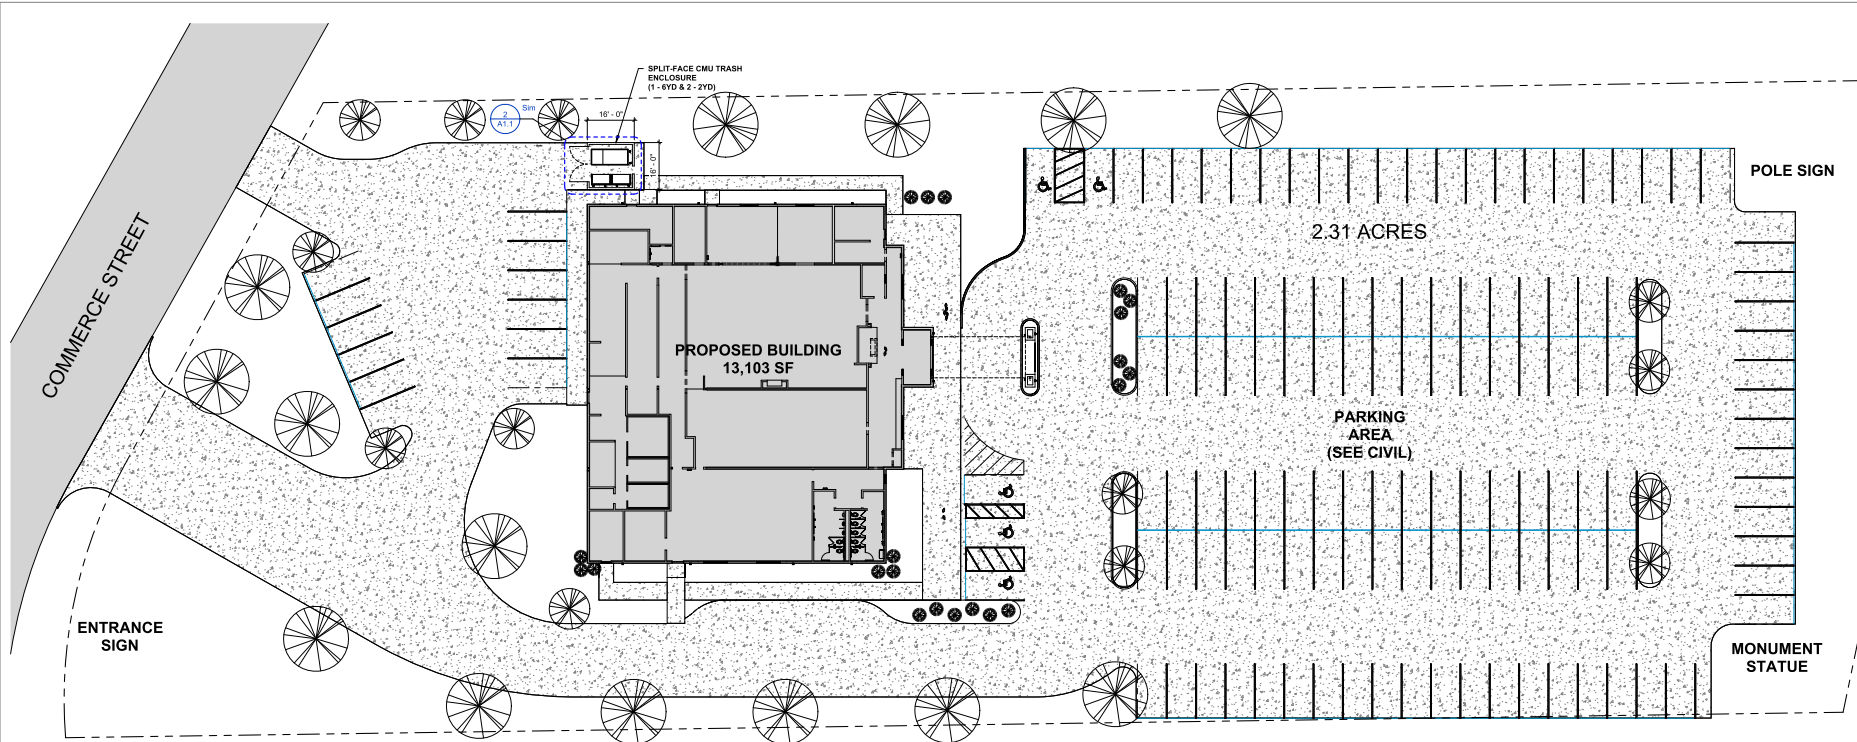 SPLIT-FACE CMU TRASH
ENCLOSURE
(1 - 6YD & 2 - 2YD)
Sim
2
A1.1
16' - 0"
16' - 0"
POLE SIGN
2.31 ACRES
COMMERCE STREET
PROPOSED BUILDING
13,103 SF
PARKING
AREA
(SEE CIVIL)
ENTRANCE
SIGN
MONUMENT
STATUE